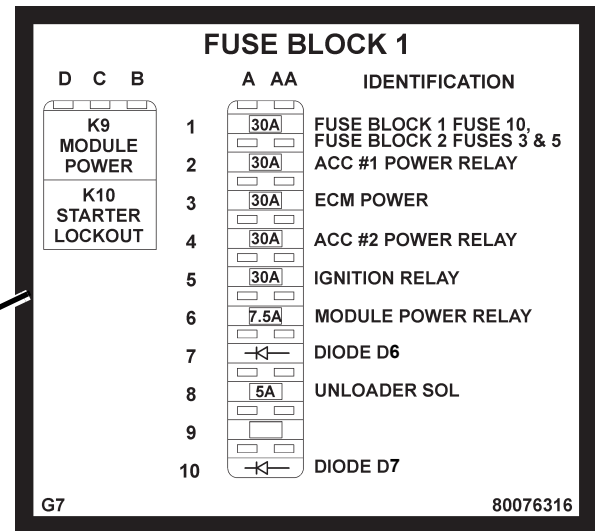 FUSE BLOCK 1
D C B A AA IDENTIFICATION
K9
MODULE
POWER
K10
STARTER
LOCKOUT
1 30A FUSE BLOCK 1 FUSE 10,
FUSE BLOCK 2 FUSES 3 & 5
2 30A ACC #1 POWER RELAY
3 30A ECM POWER
4 30A ACC #2 POWER RELAY
5 30A IGNITION RELAY
6 7.5A MODULE POWER RELAY
7 DIODE D6
8 5A UNLOADER SOL
9
10 DIODE D7
G7 80076316